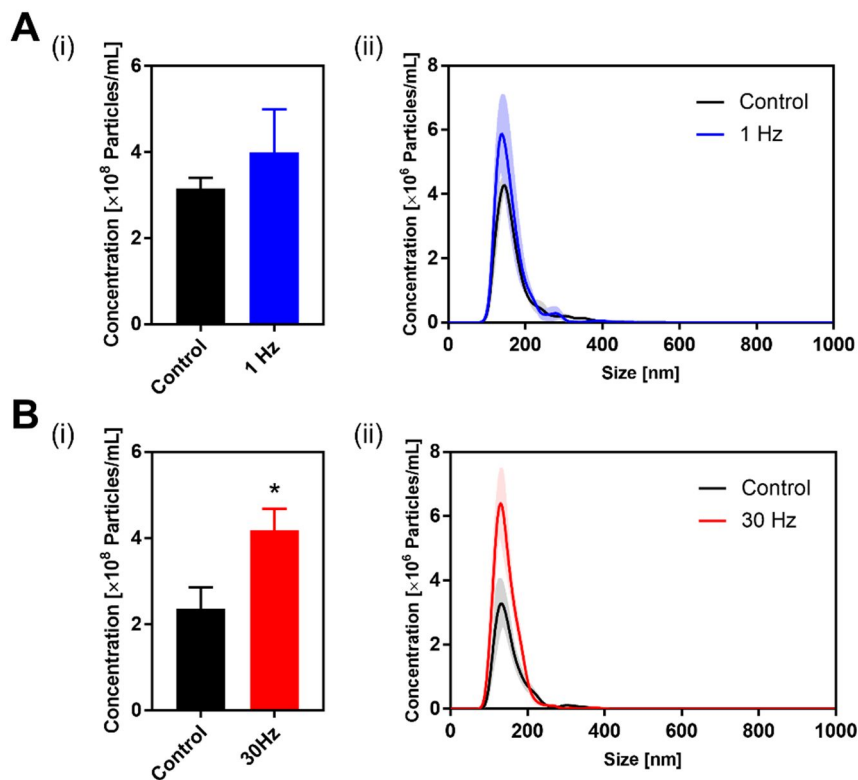 A
(i)
Concentration [×10⁸ Particles/mL]
6
4
2
0
Control
1 Hz
(ii)
Concentration [×10⁶ Particles/mL]
8
6
4
2
0
Control
1 Hz
0 200 400 600 800 1000
Size [nm]
B
(i)
Concentration [×10⁸ Particles/mL]
6
4
2
0
*
Control
30Hz
(ii)
Concentration [×10⁶ Particles/mL]
8
6
4
2
0
Control
30 Hz
0 200 400 600 800 1000
Size [nm]